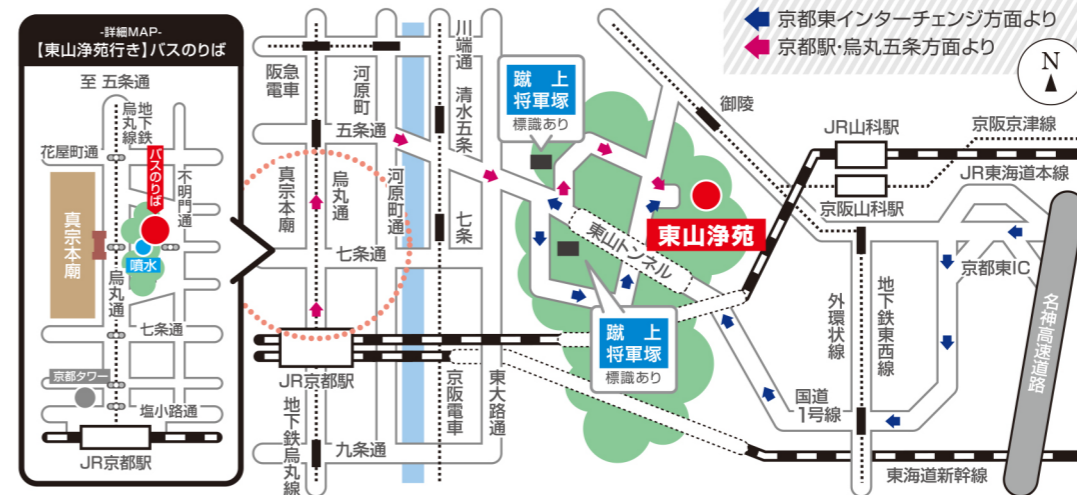 -詳細MAP-
【東山浄苑行き】バスのりば
至 五条通
地下鉄
烏丸線
花屋町通
バスのりば
不明門通
真宗本廟
噴水
烏丸通
七条通
京都タワー
塩小路通
JR京都駅
京都東インターチェンジ方面より
京都駅・烏丸五条方面より
N
阪急電車
河原町
川端通
清水五条
蹴上
将軍塚
標識あり
御陵
JR山科駅
京阪京津線
JR東海道本線
京阪山科駅
五条通
真宗本廟
烏丸通
河原町通
七条
七条通
東山トンネル
東山浄苑
京都東IC
外環状線
地下鉄東西線
名神高速道路
蹴上
将軍塚
標識あり
JR京都駅
地下鉄烏丸線
京阪電車
東大路通
九条通
国道
1号線
東海道新幹線